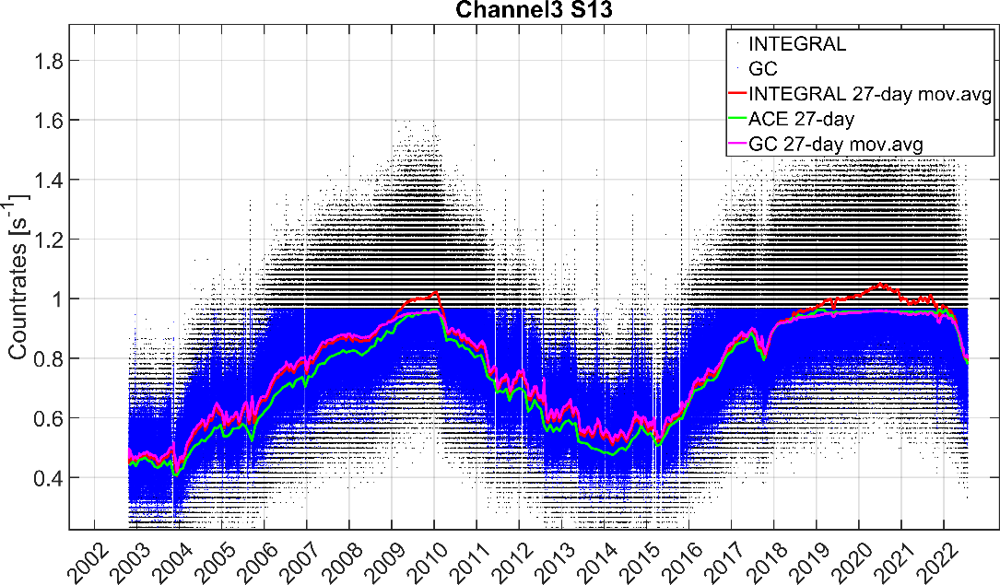 Channel3 S13
Countrates [s-1]
1.8
1.6
1.4
1.2
1
0.8
0.6
0.4
INTEGRAL
GC
INTEGRAL 27-day mov.avg
ACE 27-day
GC 27-day mov.avg
2002 2003 2004 2005 2006 2007 2008 2009 2010 2011 2012 2013 2014 2015 2016 2017 2018 2019 2020 2021 2022